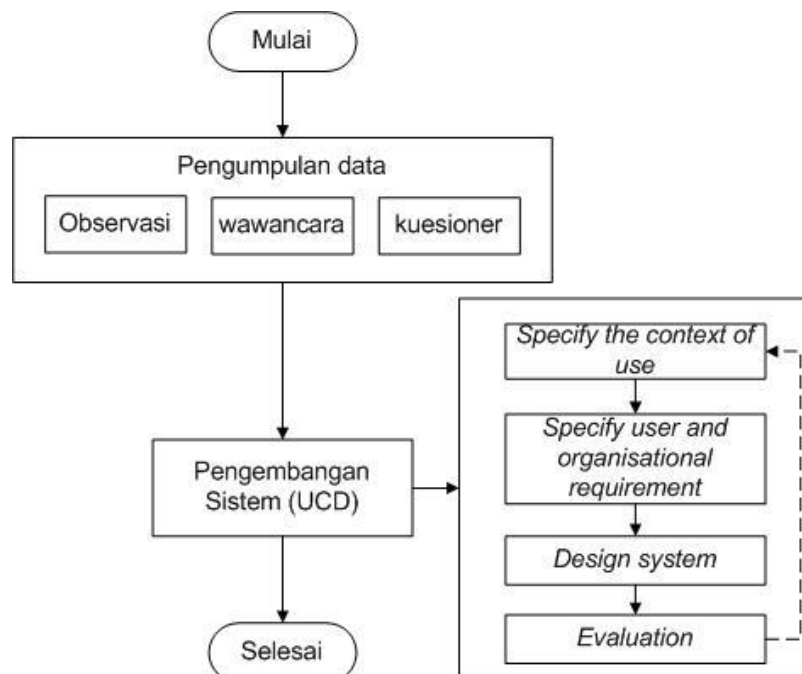 Mulai
Pengumpulan data
Observasi
wawancara
kuesioner
Specify the context of
use
Specify user and
organisational
requirement
Pengembangan
Sistem (UCD)
Design system
Evaluation
Selesai